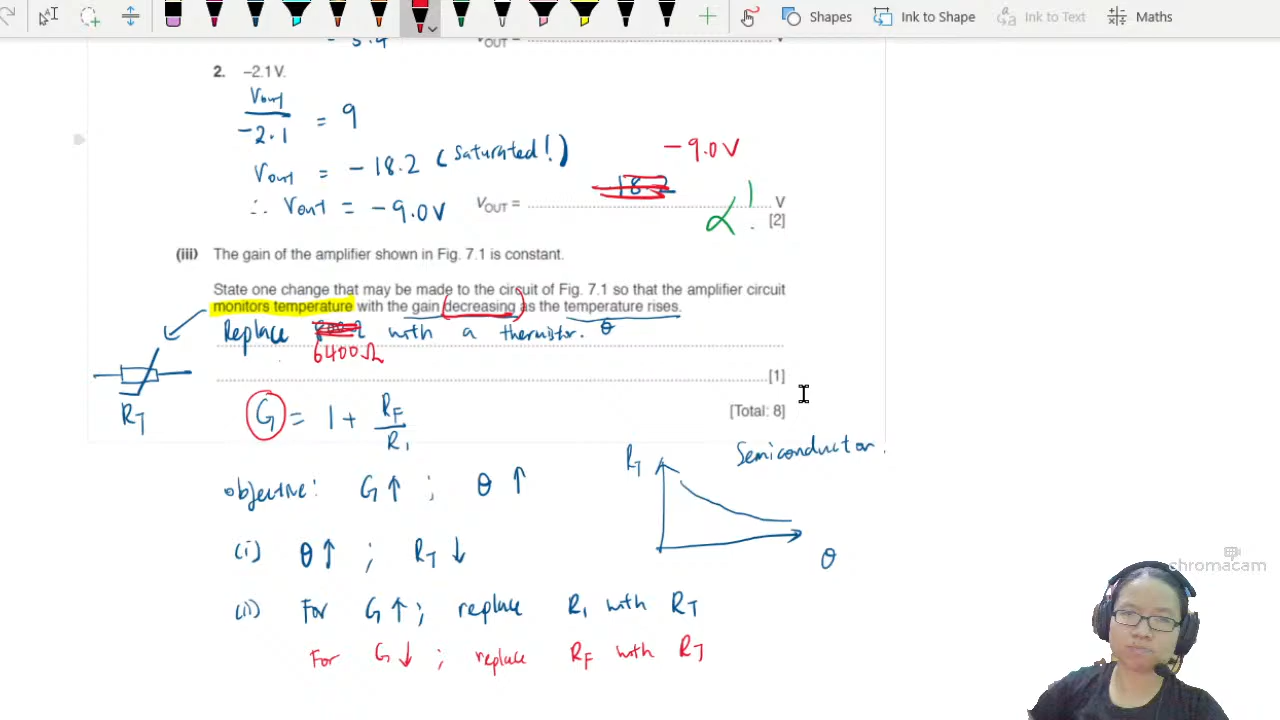 Shapes Ink to Shape Ink to Text Maths
VOUT = V
2. –2.1 V.
Vout / -2.1 = 9
Vout = -18.2 (saturated!)
-9.0V
18.2
∴ Vout = -9.0V VOUT = V
[2]
(iii) The gain of the amplifier shown in Fig. 7.1 is constant.
State one change that may be made to the circuit of Fig. 7.1 so that the amplifier circuit
monitors temperature with the gain decreasing as the temperature rises.
Replace with a thermistor. θ
6400Ω
[1]
RT
G = 1 + RF / R1
[Total: 8]
RT Semiconductor.
objective: G↑ ; θ ↑
(i) θ↑ ; RT ↓
θ
chromacam
(ii) For G↑ ; replace R1 with RT
For G↓ ; replace RF with RT